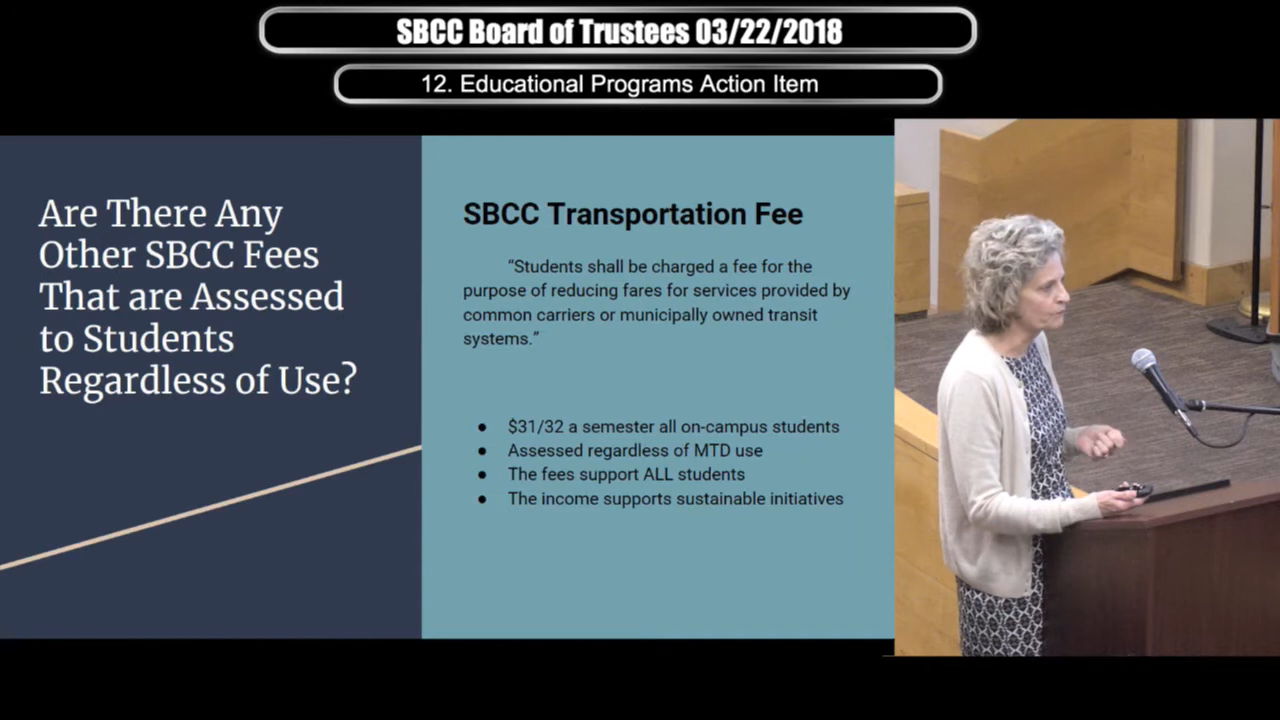 SBCC Board of Trustees 03/22/2018
12. Educational Programs Action Item
Are There Any
Other SBCC Fees
That are Assessed
to Students
Regardless of Use?
SBCC Transportation Fee
“Students shall be charged a fee for the
purpose of reducing fares for services provided by
common carriers or municipally owned transit
systems.”
● $31/32 a semester all on-campus students
● Assessed regardless of MTD use
● The fees support ALL students
● The income supports sustainable initiatives